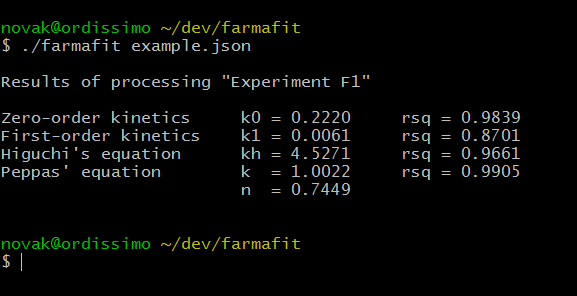 novak@ordissimo ~/dev/farmafit
$ ./farmafit example.json
Results of processing "Experiment F1"
Zero-order kinetics k0 = 0.2220 rsq = 0.9839
First-order kinetics k1 = 0.0061 rsq = 0.8701
Higuchi's equation kh = 4.5271 rsq = 0.9661
Peppas' equation k = 1.0022 rsq = 0.9905
n = 0.7449
novak@ordissimo ~/dev/farmafit
$